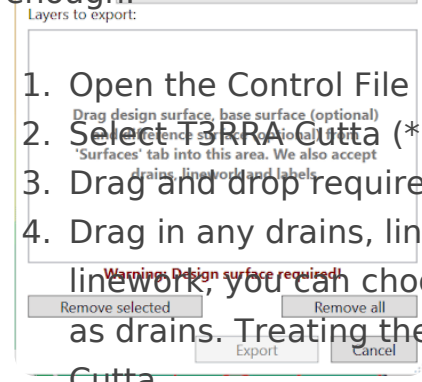 enough.
Layers to export:
1. Open the Control File
Drag design surface, base surface (optional)
2. Select T3RRA Cutta (*
and difference surface (optional) from
'Surfaces' tab into this area. We also accept
3. Drag and drop require
drains, linework and labels.
4. Drag in any drains, lin
Warning: Design surface required!
linework, you can choo
Remove selected Remove all
as drains. Treating the
Export Cancel
Cutta